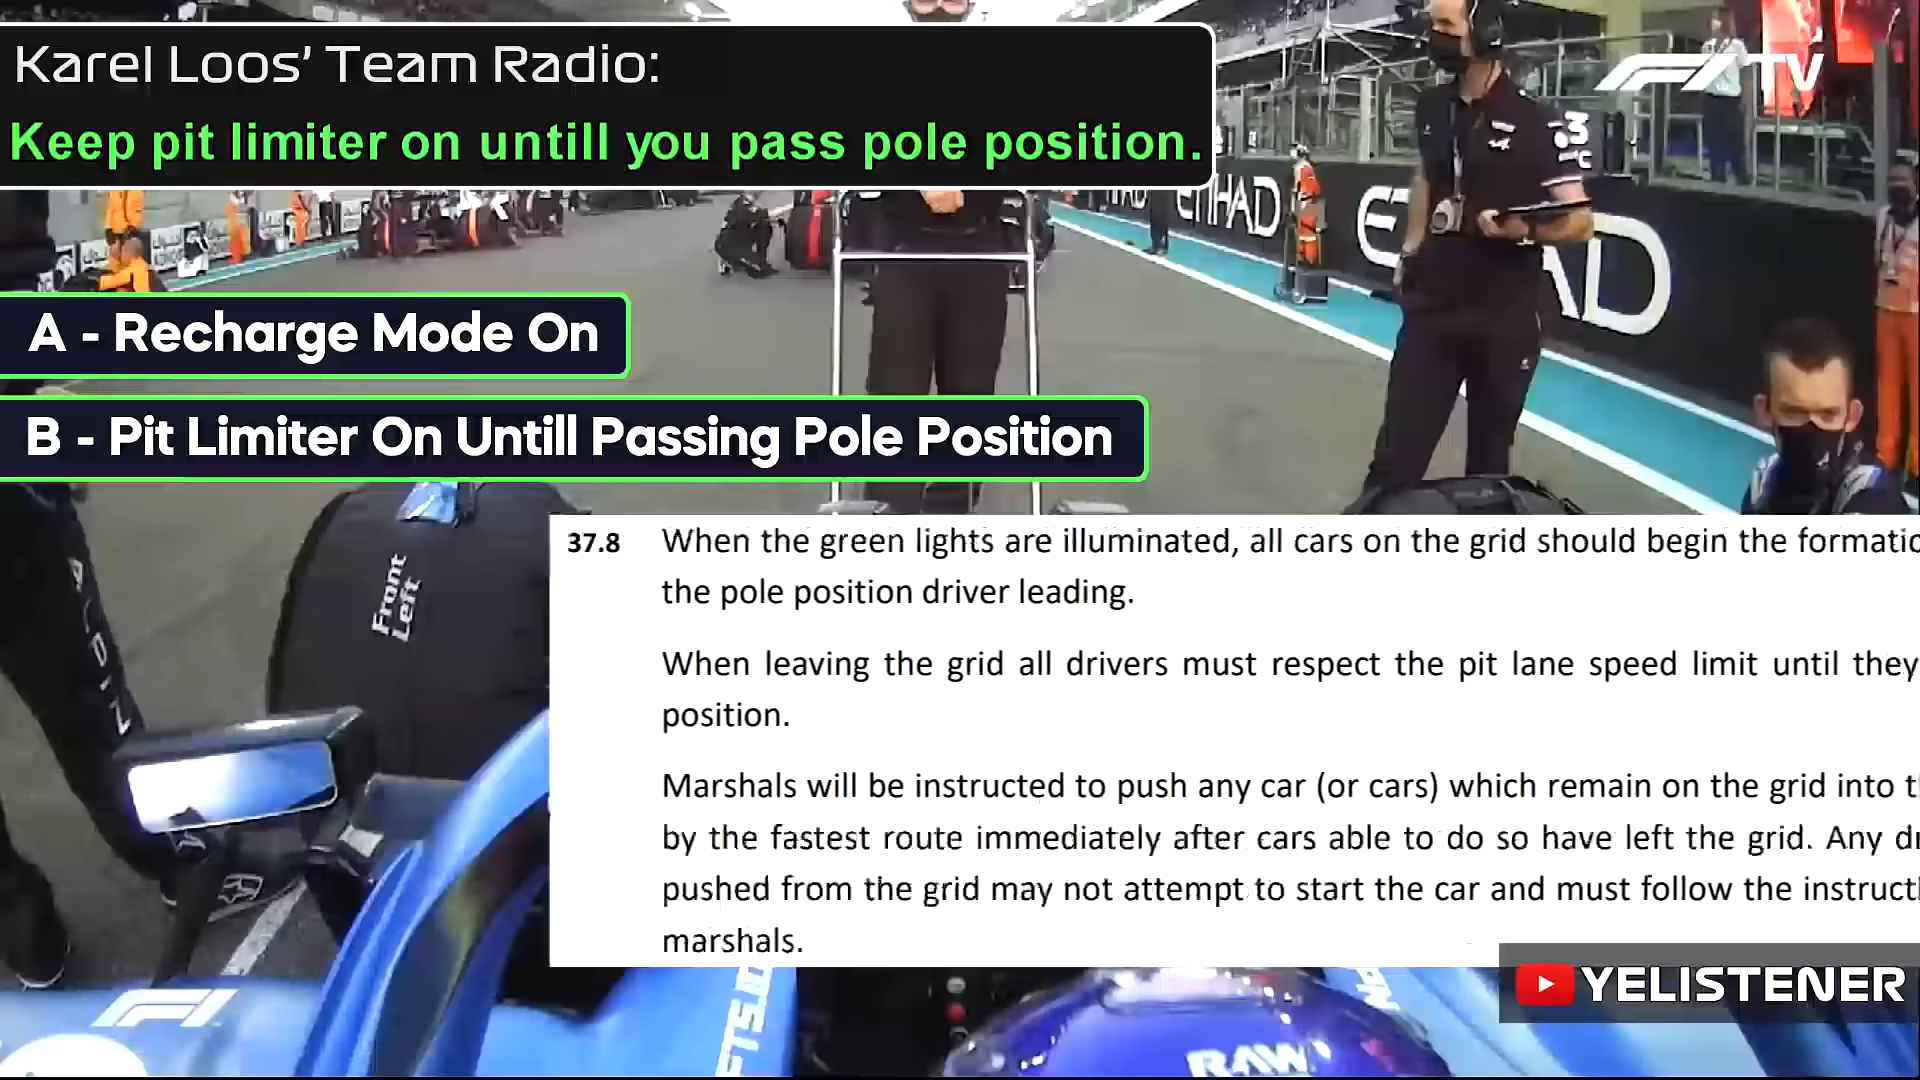 Karel Loos' Team Radio:
Keep pit limiter on untill you pass pole position.
F1 TV
ETIHAD
A - Recharge Mode On
B - Pit Limiter On Untill Passing Pole Position
Front
Left
37.8 When the green lights are illuminated, all cars on the grid should begin the formatio
the pole position driver leading.
When leaving the grid all drivers must respect the pit lane speed limit until they
position.
Marshals will be instructed to push any car (or cars) which remain on the grid into t
by the fastest route immediately after cars able to do so have left the grid. Any d
pushed from the grid may not attempt to start the car and must follow the instruct
marshals.
YELISTENER
F1
RAW